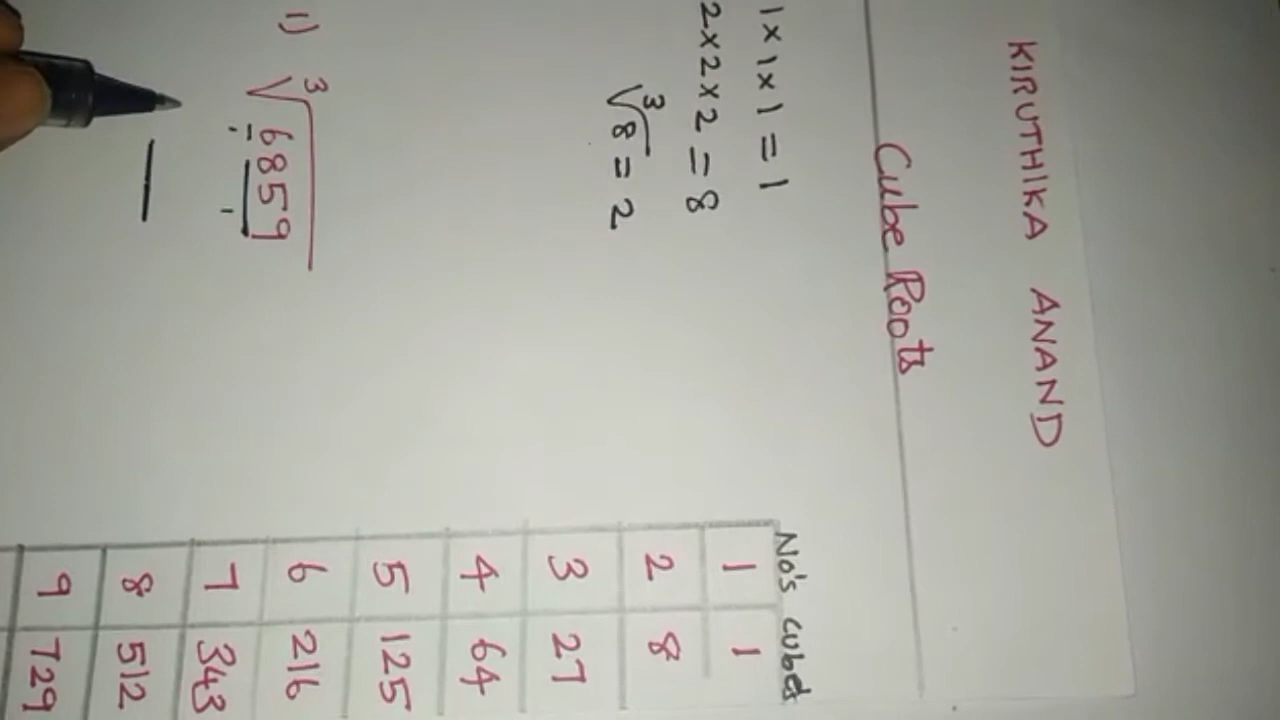 KIRUTHIKA ANAND
Cube Roots
1 x 1 x 1 = 1
2 x 2 x 2 = 8
∛8 = 2
1) ∛6859
No's cubes
1 1
2 8
3 27
4 64
5 125
6 216
7 343
8 512
9 729